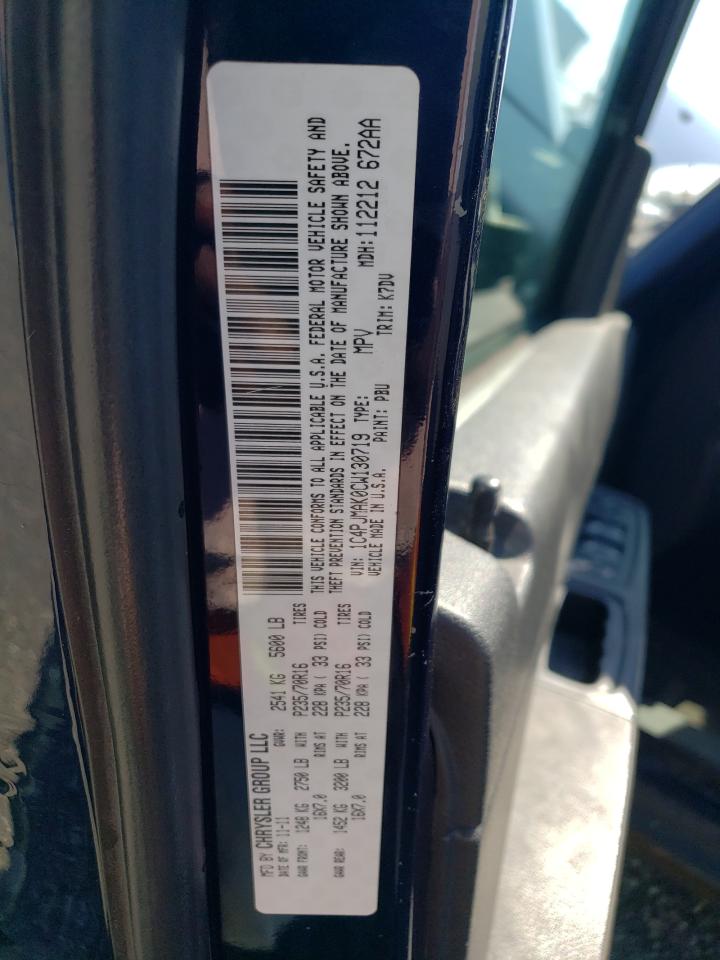 MFD BY CHRYSLER GROUP LLC
DATE OF MFR: 11-11 GVWR: 2541 KG 5600 LB
GAWR FRONT: 1248 KG 2750 LB WITH P235/70R16 TIRES
16X7.0 RIMS AT 228 KPA ( 33 PSI) COLD
GAWR REAR: 1452 KG 3200 LB WITH P235/70R16 TIRES
16X7.0 RIMS AT 228 KPA ( 33 PSI) COLD
THIS VEHICLE CONFORMS TO ALL APPLICABLE U.S.A. FEDERAL MOTOR VEHICLE SAFETY AND
THEFT PREVENTION STANDARDS IN EFFECT ON THE DATE OF MANUFACTURE SHOWN ABOVE.
VIN: 1C4PJMAK0CW130719 TYPE: MPV MDH: 112212 672AA
VEHICLE MADE IN U.S.A. PAINT: PBU TRIM: K7DV